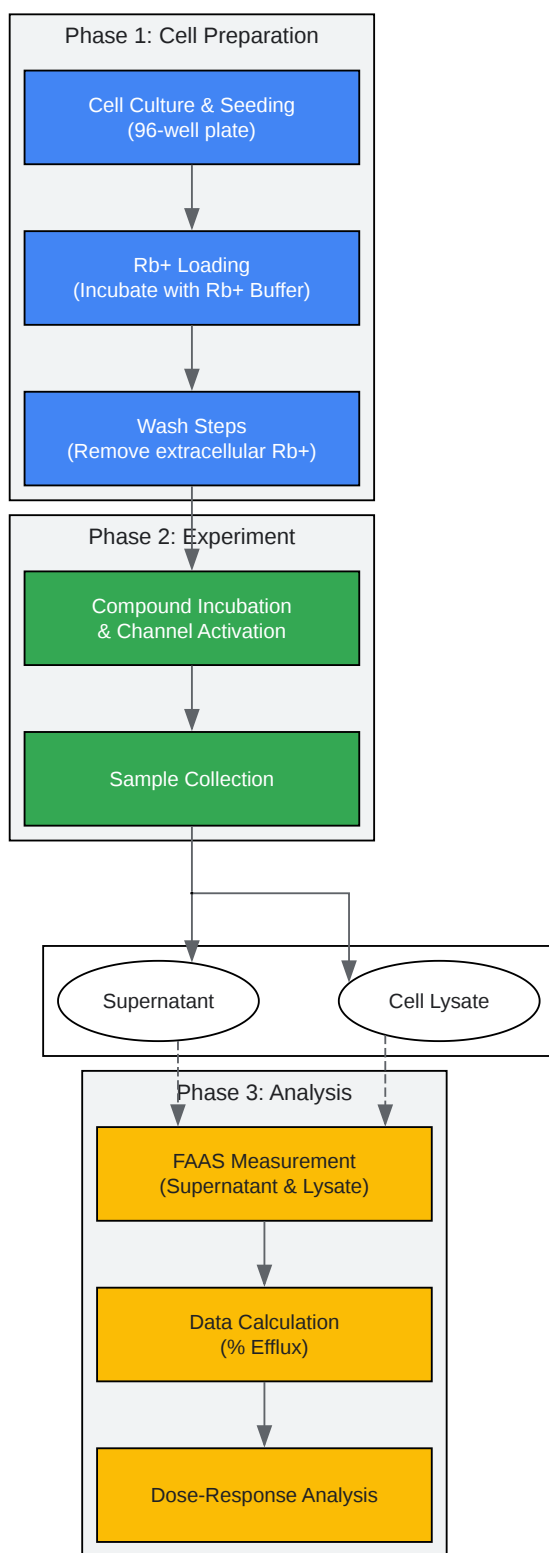 Phase 1: Cell Preparation
Cell Culture & Seeding
(96-well plate)
Rb+ Loading
(Incubate with Rb+ Buffer)
Wash Steps
(Remove extracellular Rb+)
Phase 2: Experiment
Compound Incubation
& Channel Activation
Sample Collection
Supernatant
Cell Lysate
Phase 3: Analysis
FAAS Measurement
(Supernatant & Lysate)
Data Calculation
(% Efflux)
Dose-Response Analysis